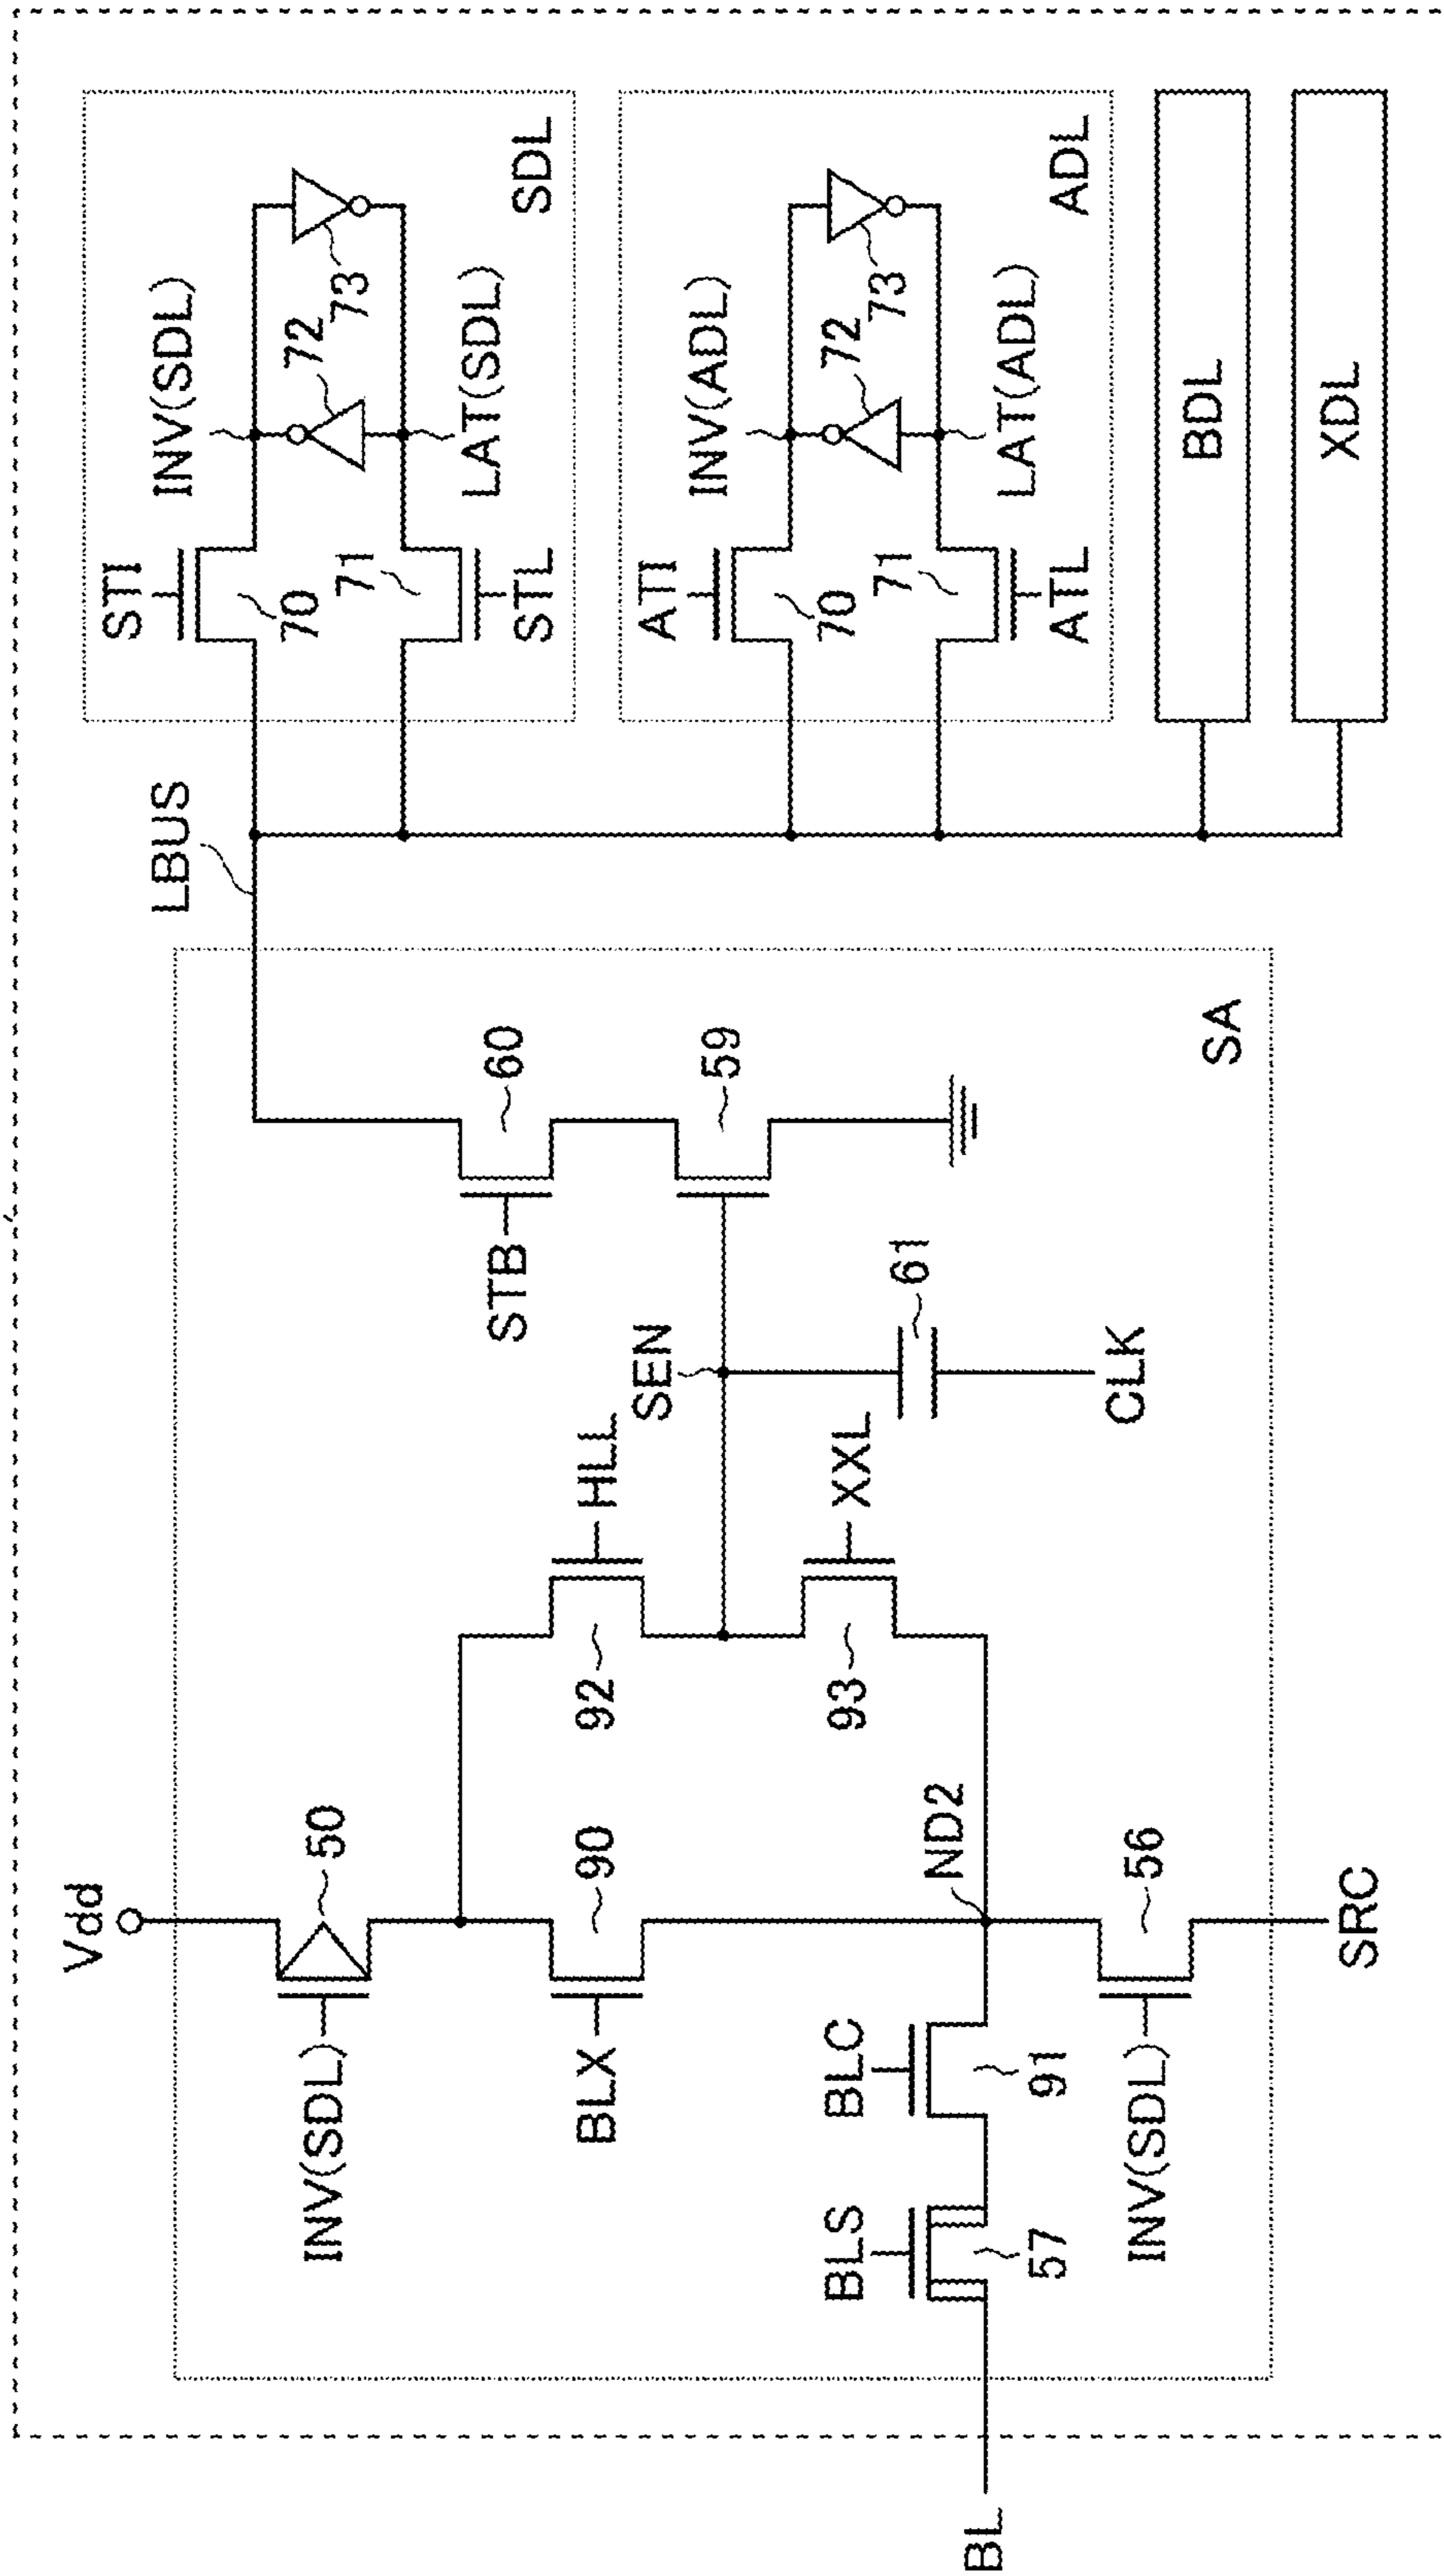 Vdd
INV(SDL)
50
BLX
90
BLS
57
BLC
91
ND2
INV(SDL)
56
SRC
BL
92
HLL
93
XXL
SEN
61
CLK
STB
60
59
SA
LBUS
STI
70
71
STL
INV(SDL)
72
73
LAT(SDL)
SDL
ATI
70
71
ATL
INV(ADL)
72
73
LAT(ADL)
ADL
BDL
XDL